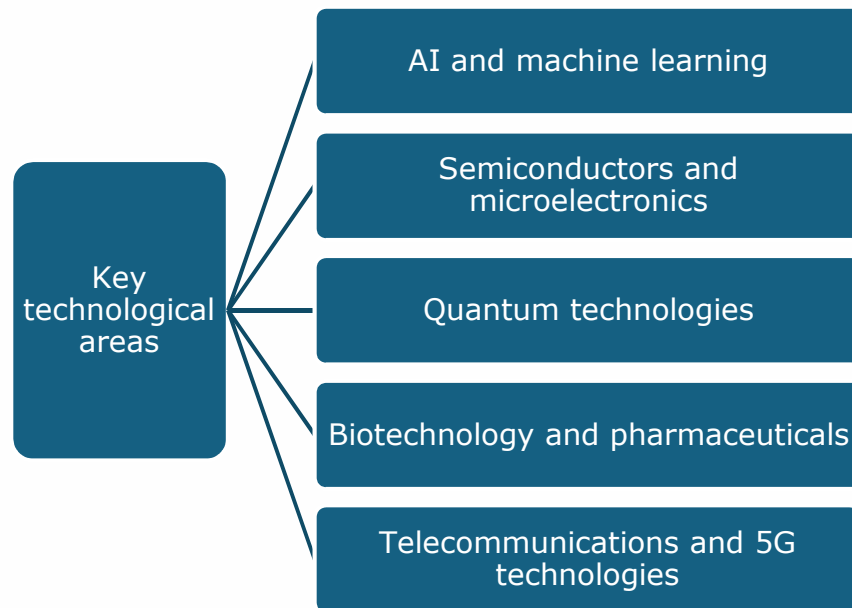 Key
technological
areas
AI and machine learning
Semiconductors and
microelectronics
Quantum technologies
Biotechnology and pharmaceuticals
Telecommunications and 5G
technologies